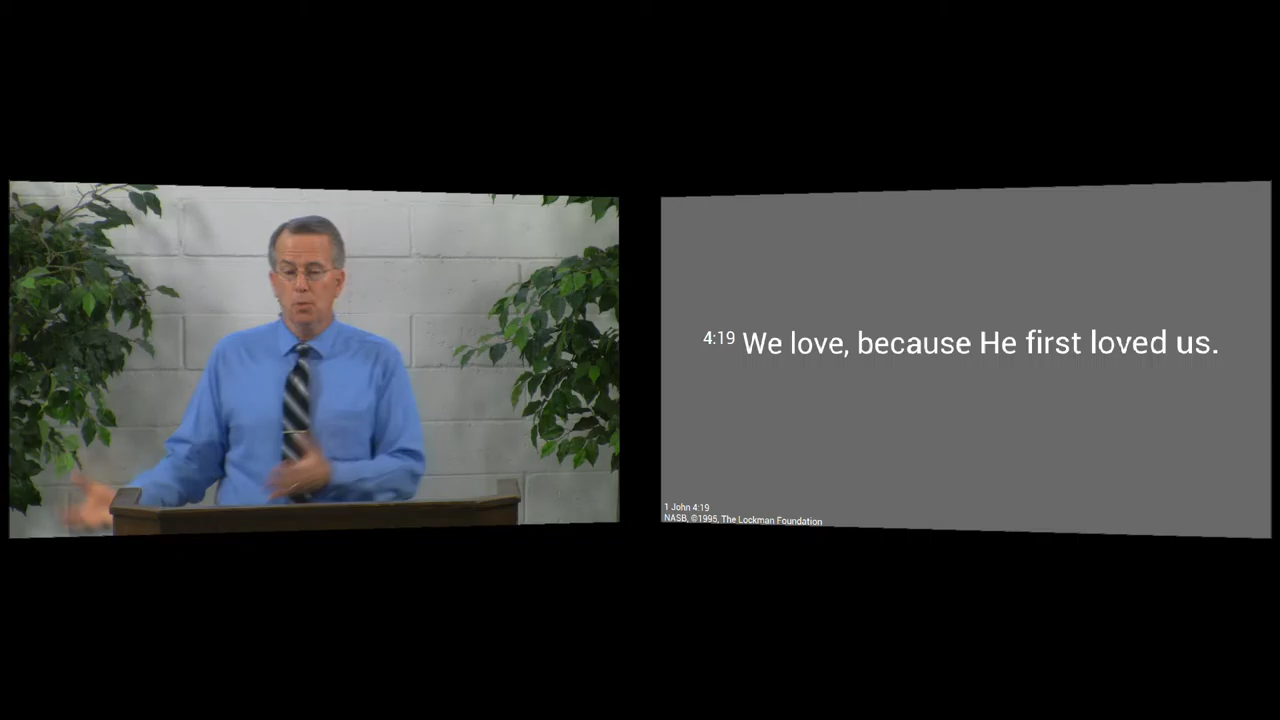 4:19 We love, because He first loved us.
1 John 4:19
NASB, ©1995, The Lockman Foundation